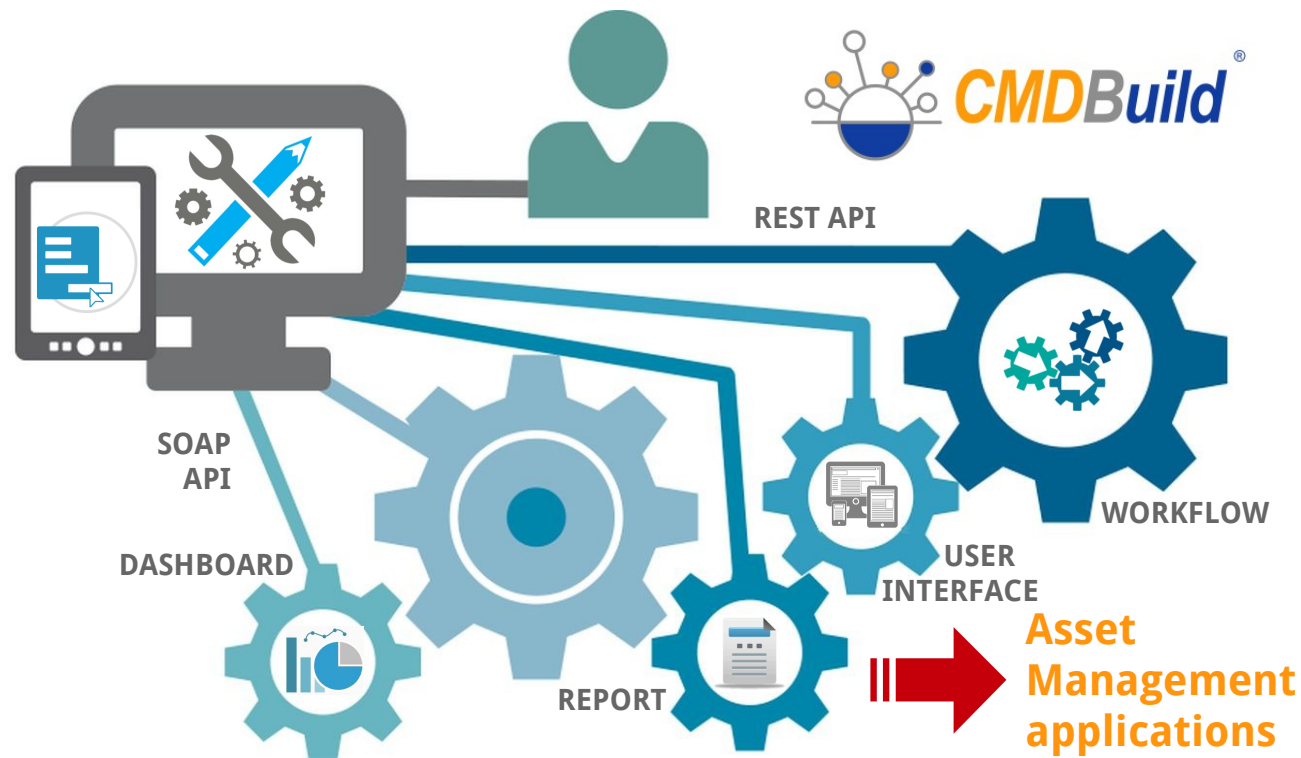 CMDBuild ®
REST API
SOAP
API
WORKFLOW
DASHBOARD
USER
INTERFACE
REPORT
Asset
Management
applications